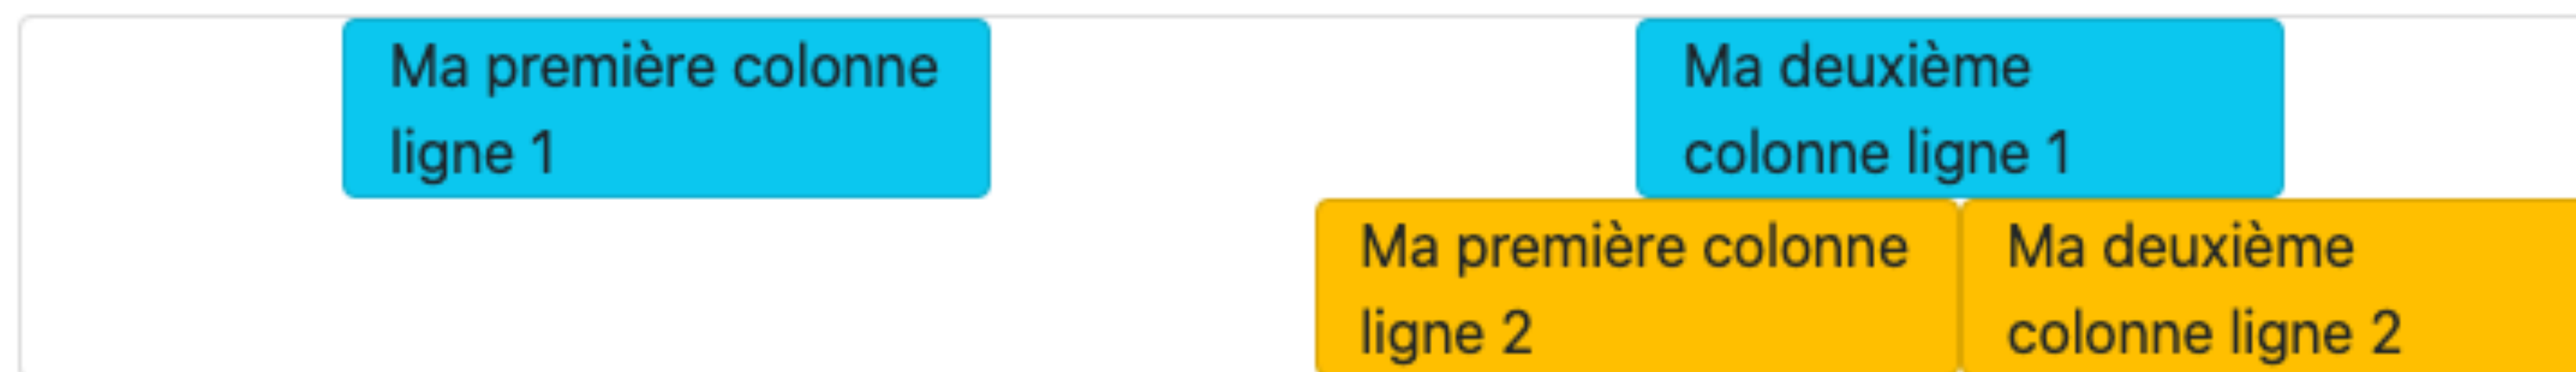 Ma première colonne
ligne 1
Ma deuxième
colonne ligne 1
Ma première colonne
ligne 2
Ma deuxième
colonne ligne 2